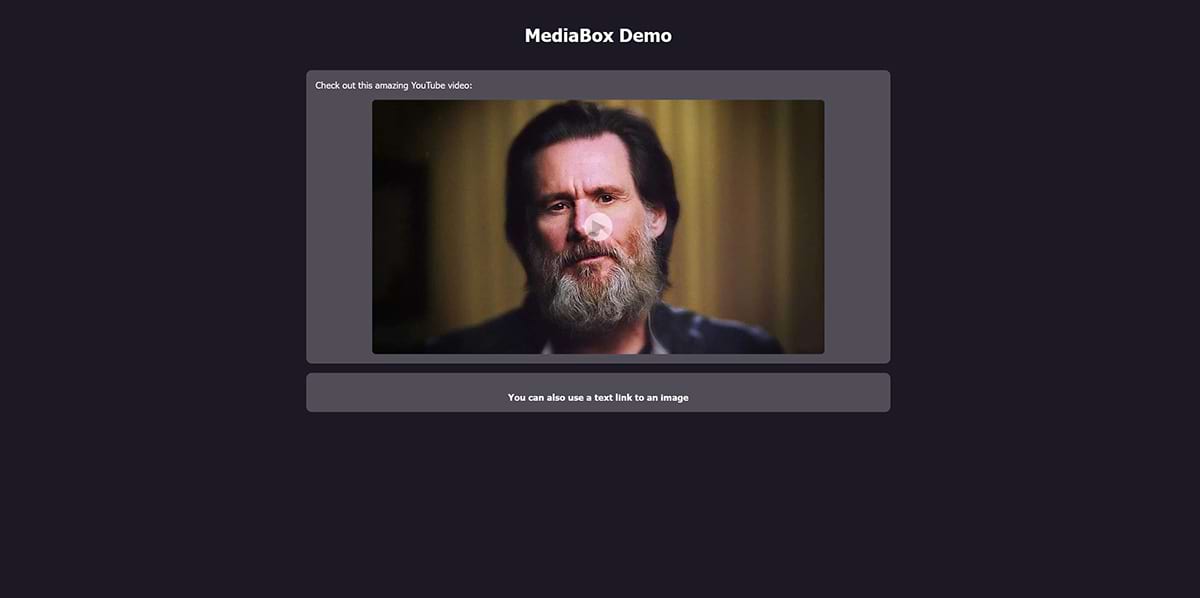 MediaBox Demo
Check out this amazing YouTube video:
You can also use a text link to an image